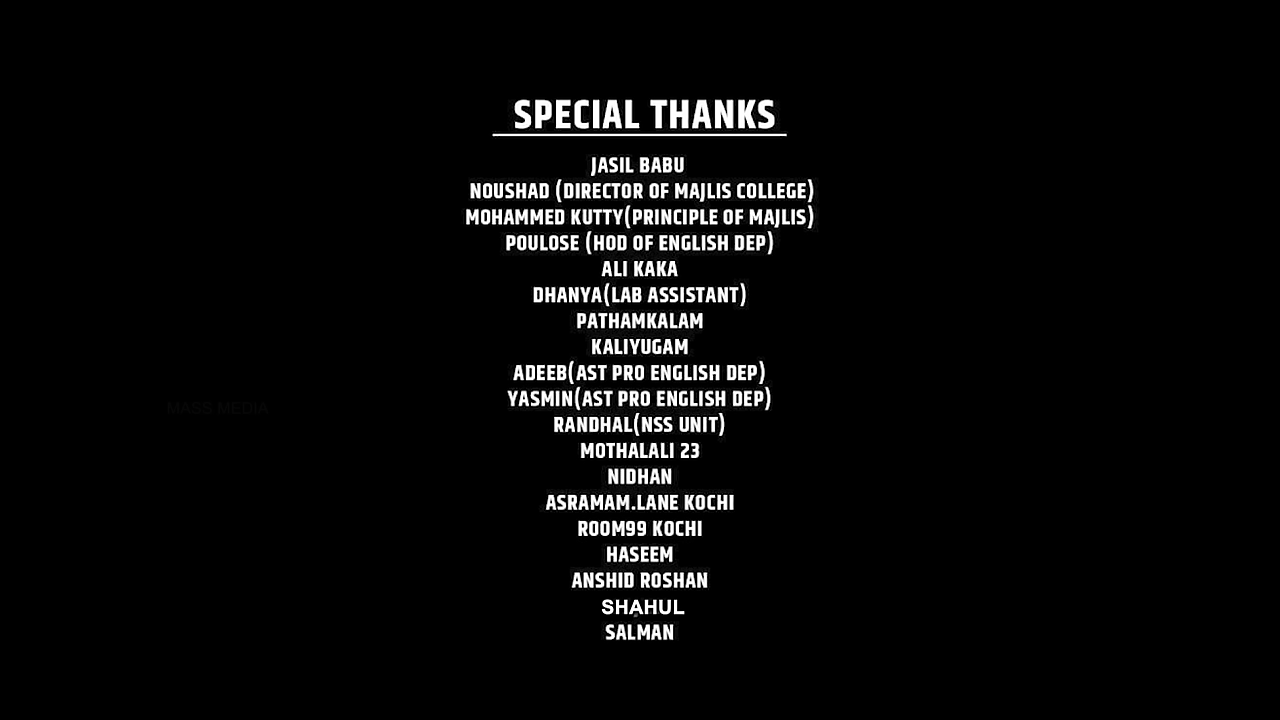 SPECIAL THANKS
JASIL BABU
NOUSHAD (DIRECTOR OF MAJLIS COLLEGE)
MOHAMMED KUTTY(PRINCIPLE OF MAJLIS)
POULOSE (HOD OF ENGLISH DEP)
ALI KAKA
DHANYA(LAB ASSISTANT)
PATHAMKALAM
KALIYUGAM
ADEEB(AST PRO ENGLISH DEP)
YASMIN(AST PRO ENGLISH DEP)
MASS MEDIA
RANDHAL(NSS UNIT)
MOTHALALI 23
NIDHAN
ASRAMAM.LANE KOCHI
ROOM99 KOCHI
HASEEM
ANSHID ROSHAN
SHAHUL
SALMAN